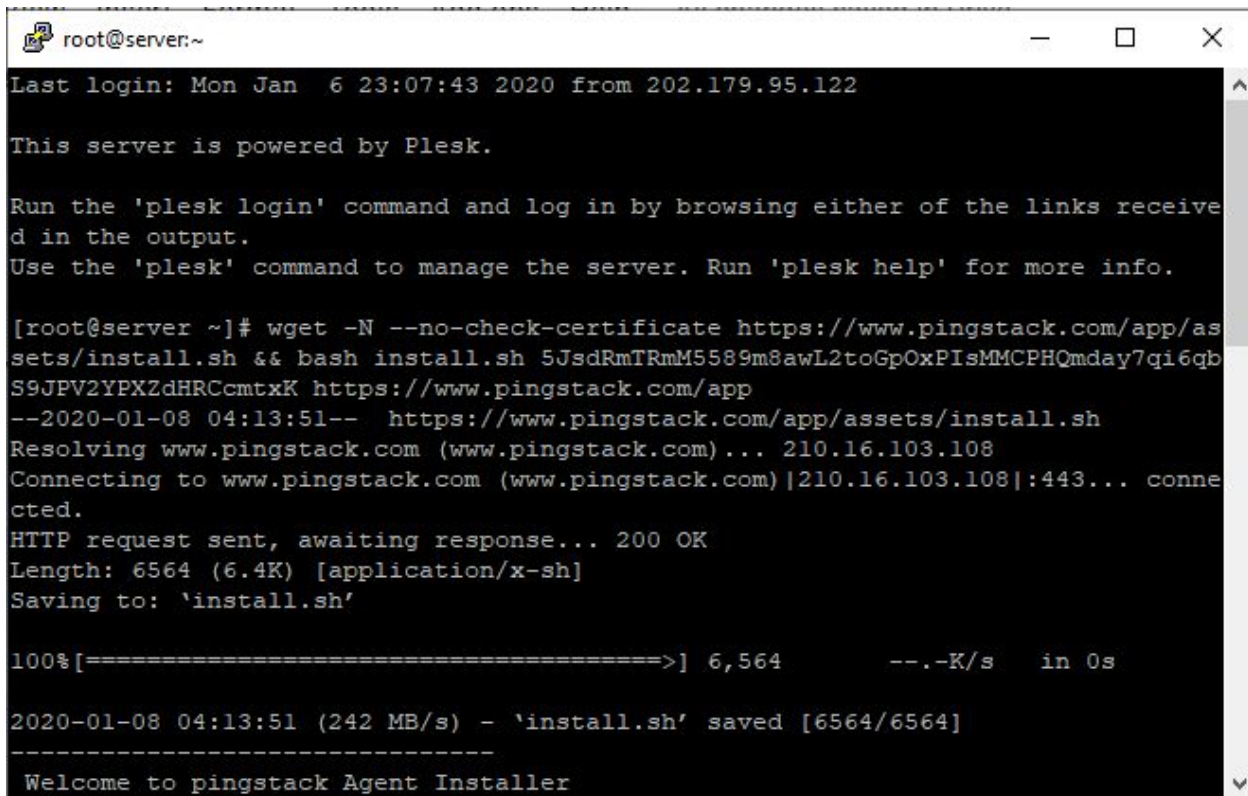 root@server:~
Last login: Mon Jan  6 23:07:43 2020 from 202.179.95.122
This server is powered by Plesk.
Run the 'plesk login' command and log in by browsing either of the links receive
d in the output.
Use the 'plesk' command to manage the server. Run 'plesk help' for more info.
[root@server ~]# wget -N --no-check-certificate https://www.pingstack.com/app/as
sets/install.sh && bash install.sh 5JsdRmTRmM5589m8awL2toGpOxPIsMMCPHQmday7qi6qb
S9JPV2YPXZdHRCcmtxK https://www.pingstack.com/app
--2020-01-08 04:13:51--  https://www.pingstack.com/app/assets/install.sh
Resolving www.pingstack.com (www.pingstack.com)... 210.16.103.108
Connecting to www.pingstack.com (www.pingstack.com)|210.16.103.108|:443... conne
cted.
HTTP request sent, awaiting response... 200 OK
Length: 6564 (6.4K) [application/x-sh]
Saving to: ‘install.sh’
100%[======================================>] 6,564       --.-K/s   in 0s
2020-01-08 04:13:51 (242 MB/s) - ‘install.sh’ saved [6564/6564]
--------------------------------
 Welcome to pingstack Agent Installer